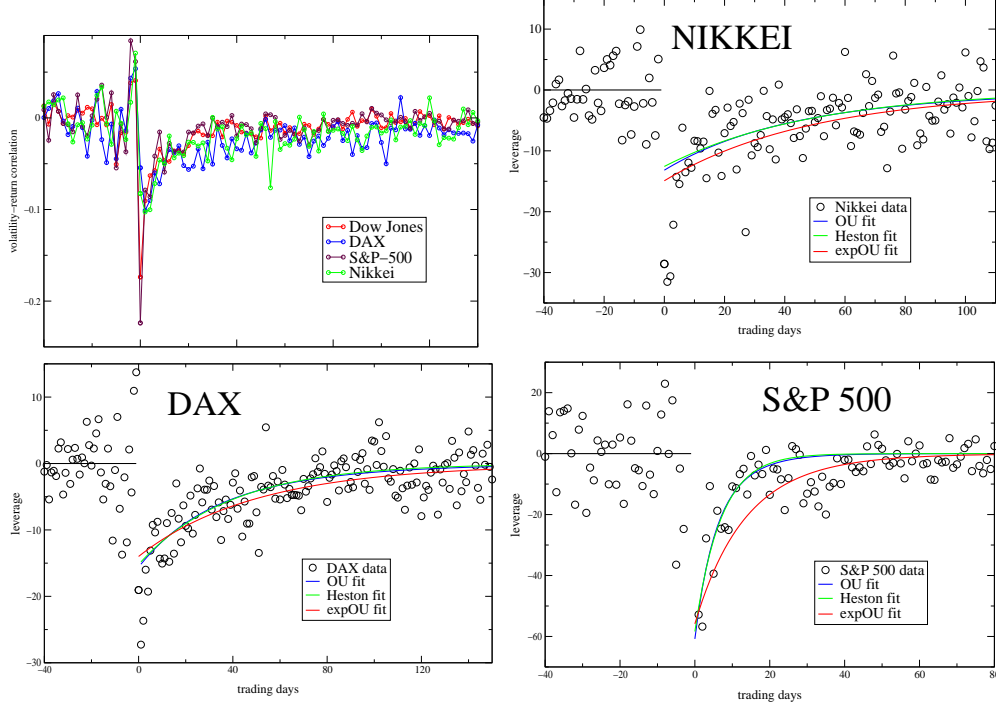 0
-0.1
-0.2
volatility-return correlation
Dow Jones
DAX
S&P-500
Nikkei
NIKKEI
0
-10
-20
-30
leverage
Nikkei data
OU fit
Heston fit
expOU fit
-40 -20 0 20 40 60 80 100
trading days
DAX
10
0
-10
-20
-30
leverage
DAX data
OU fit
Heston fit
expOU fit
-40 0 40 80 120
trading days
S&P 500
20
0
-20
-40
-60
leverage
S&P 500 data
OU fit
Heston fit
expOU fit
-40 -20 0 20 40 60 80
trading days